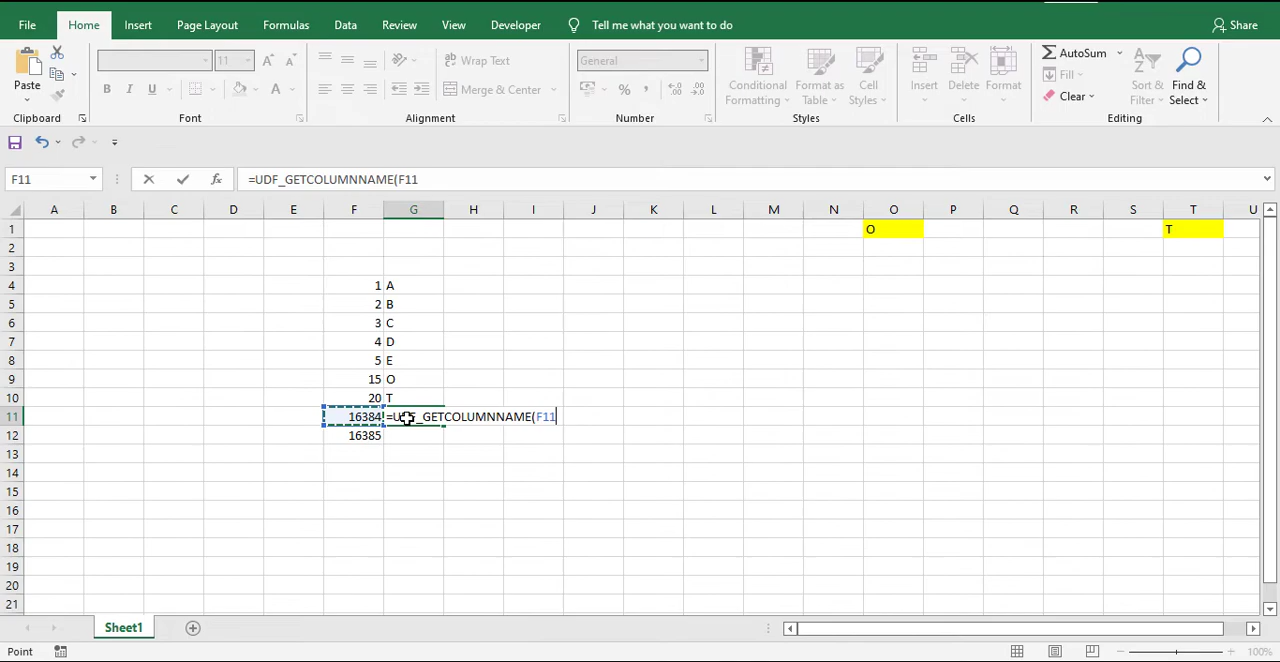 File Home Insert Page Layout Formulas Data Review View Developer Tell me what you want to do Share
11 General
Wrap Text
AutoSum
Fill
Clear
Paste
B I U A
Merge & Center
% ,
Conditional Formatting
Format as Table
Cell Styles
Insert Delete Format
Sort & Filter
Find & Select
Clipboard Font Alignment Number Styles Cells Editing
F11 fx =UDF_GETCOLUMNNAME(F11
A B C D E F G H I J K L M N O P Q R S T U
1 O T
2
3
4 1 A
5 2 B
6 3 C
7 4 D
8 5 E
9 15 O
10 20 T
11 16384 =UDF_GETCOLUMNNAME(F11
12 16385
13
14
15
16
17
18
19
20
21
Sheet1
Point 100%